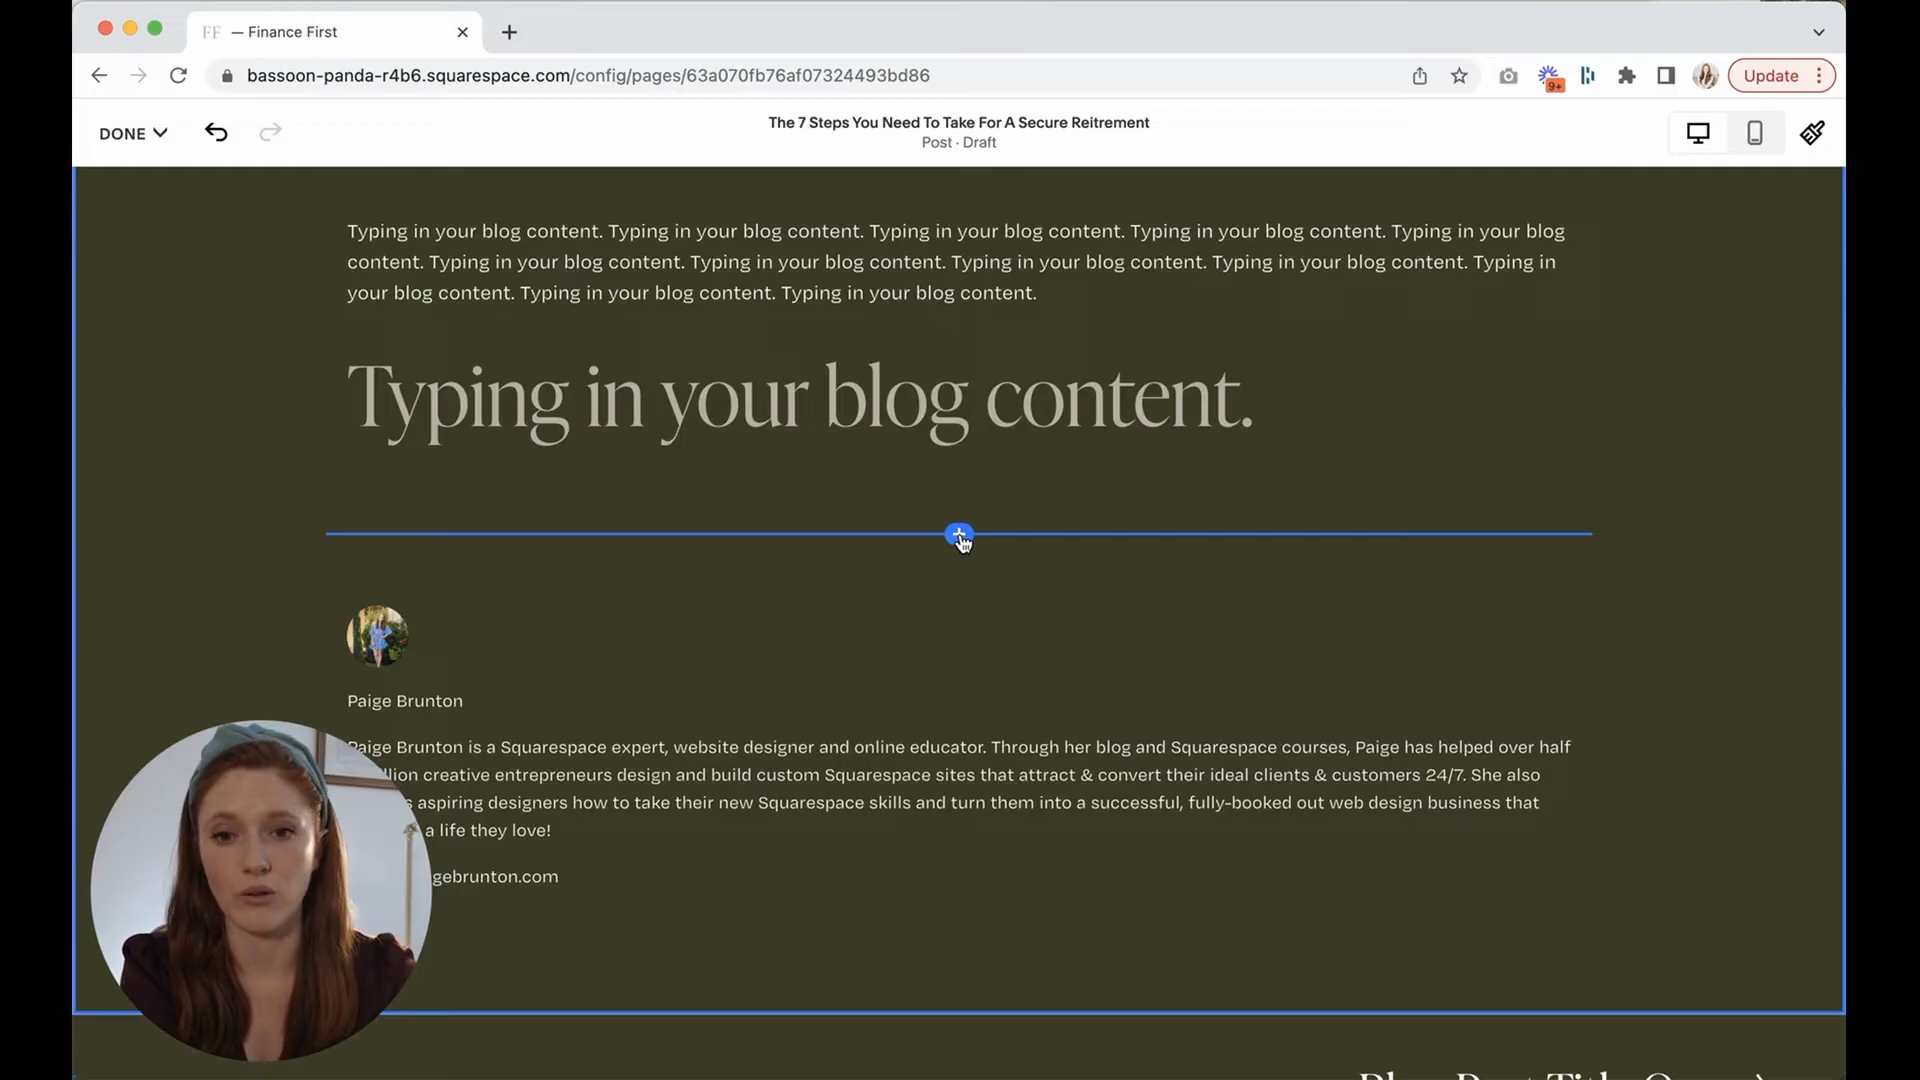 FF — Finance First
bassoon-panda-r4b6.squarespace.com/config/pages/63a070fb76af07324493bd86
9+
Update
DONE
The 7 Steps You Need To Take For A Secure Reitrement
Post · Draft
Typing in your blog content. Typing in your blog content. Typing in your blog content. Typing in your blog content. Typing in your blog
content. Typing in your blog content. Typing in your blog content. Typing in your blog content. Typing in your blog content. Typing in
your blog content. Typing in your blog content. Typing in your blog content.
Typing in your blog content.
Paige Brunton
Paige Brunton is a Squarespace expert, website designer and online educator. Through her blog and Squarespace courses, Paige has helped over half
llion creative entrepreneurs design and build custom Squarespace sites that attract & convert their ideal clients & customers 24/7. She also
s aspiring designers how to take their new Squarespace skills and turn them into a successful, fully-booked out web design business that
a life they love!
gebrunton.com